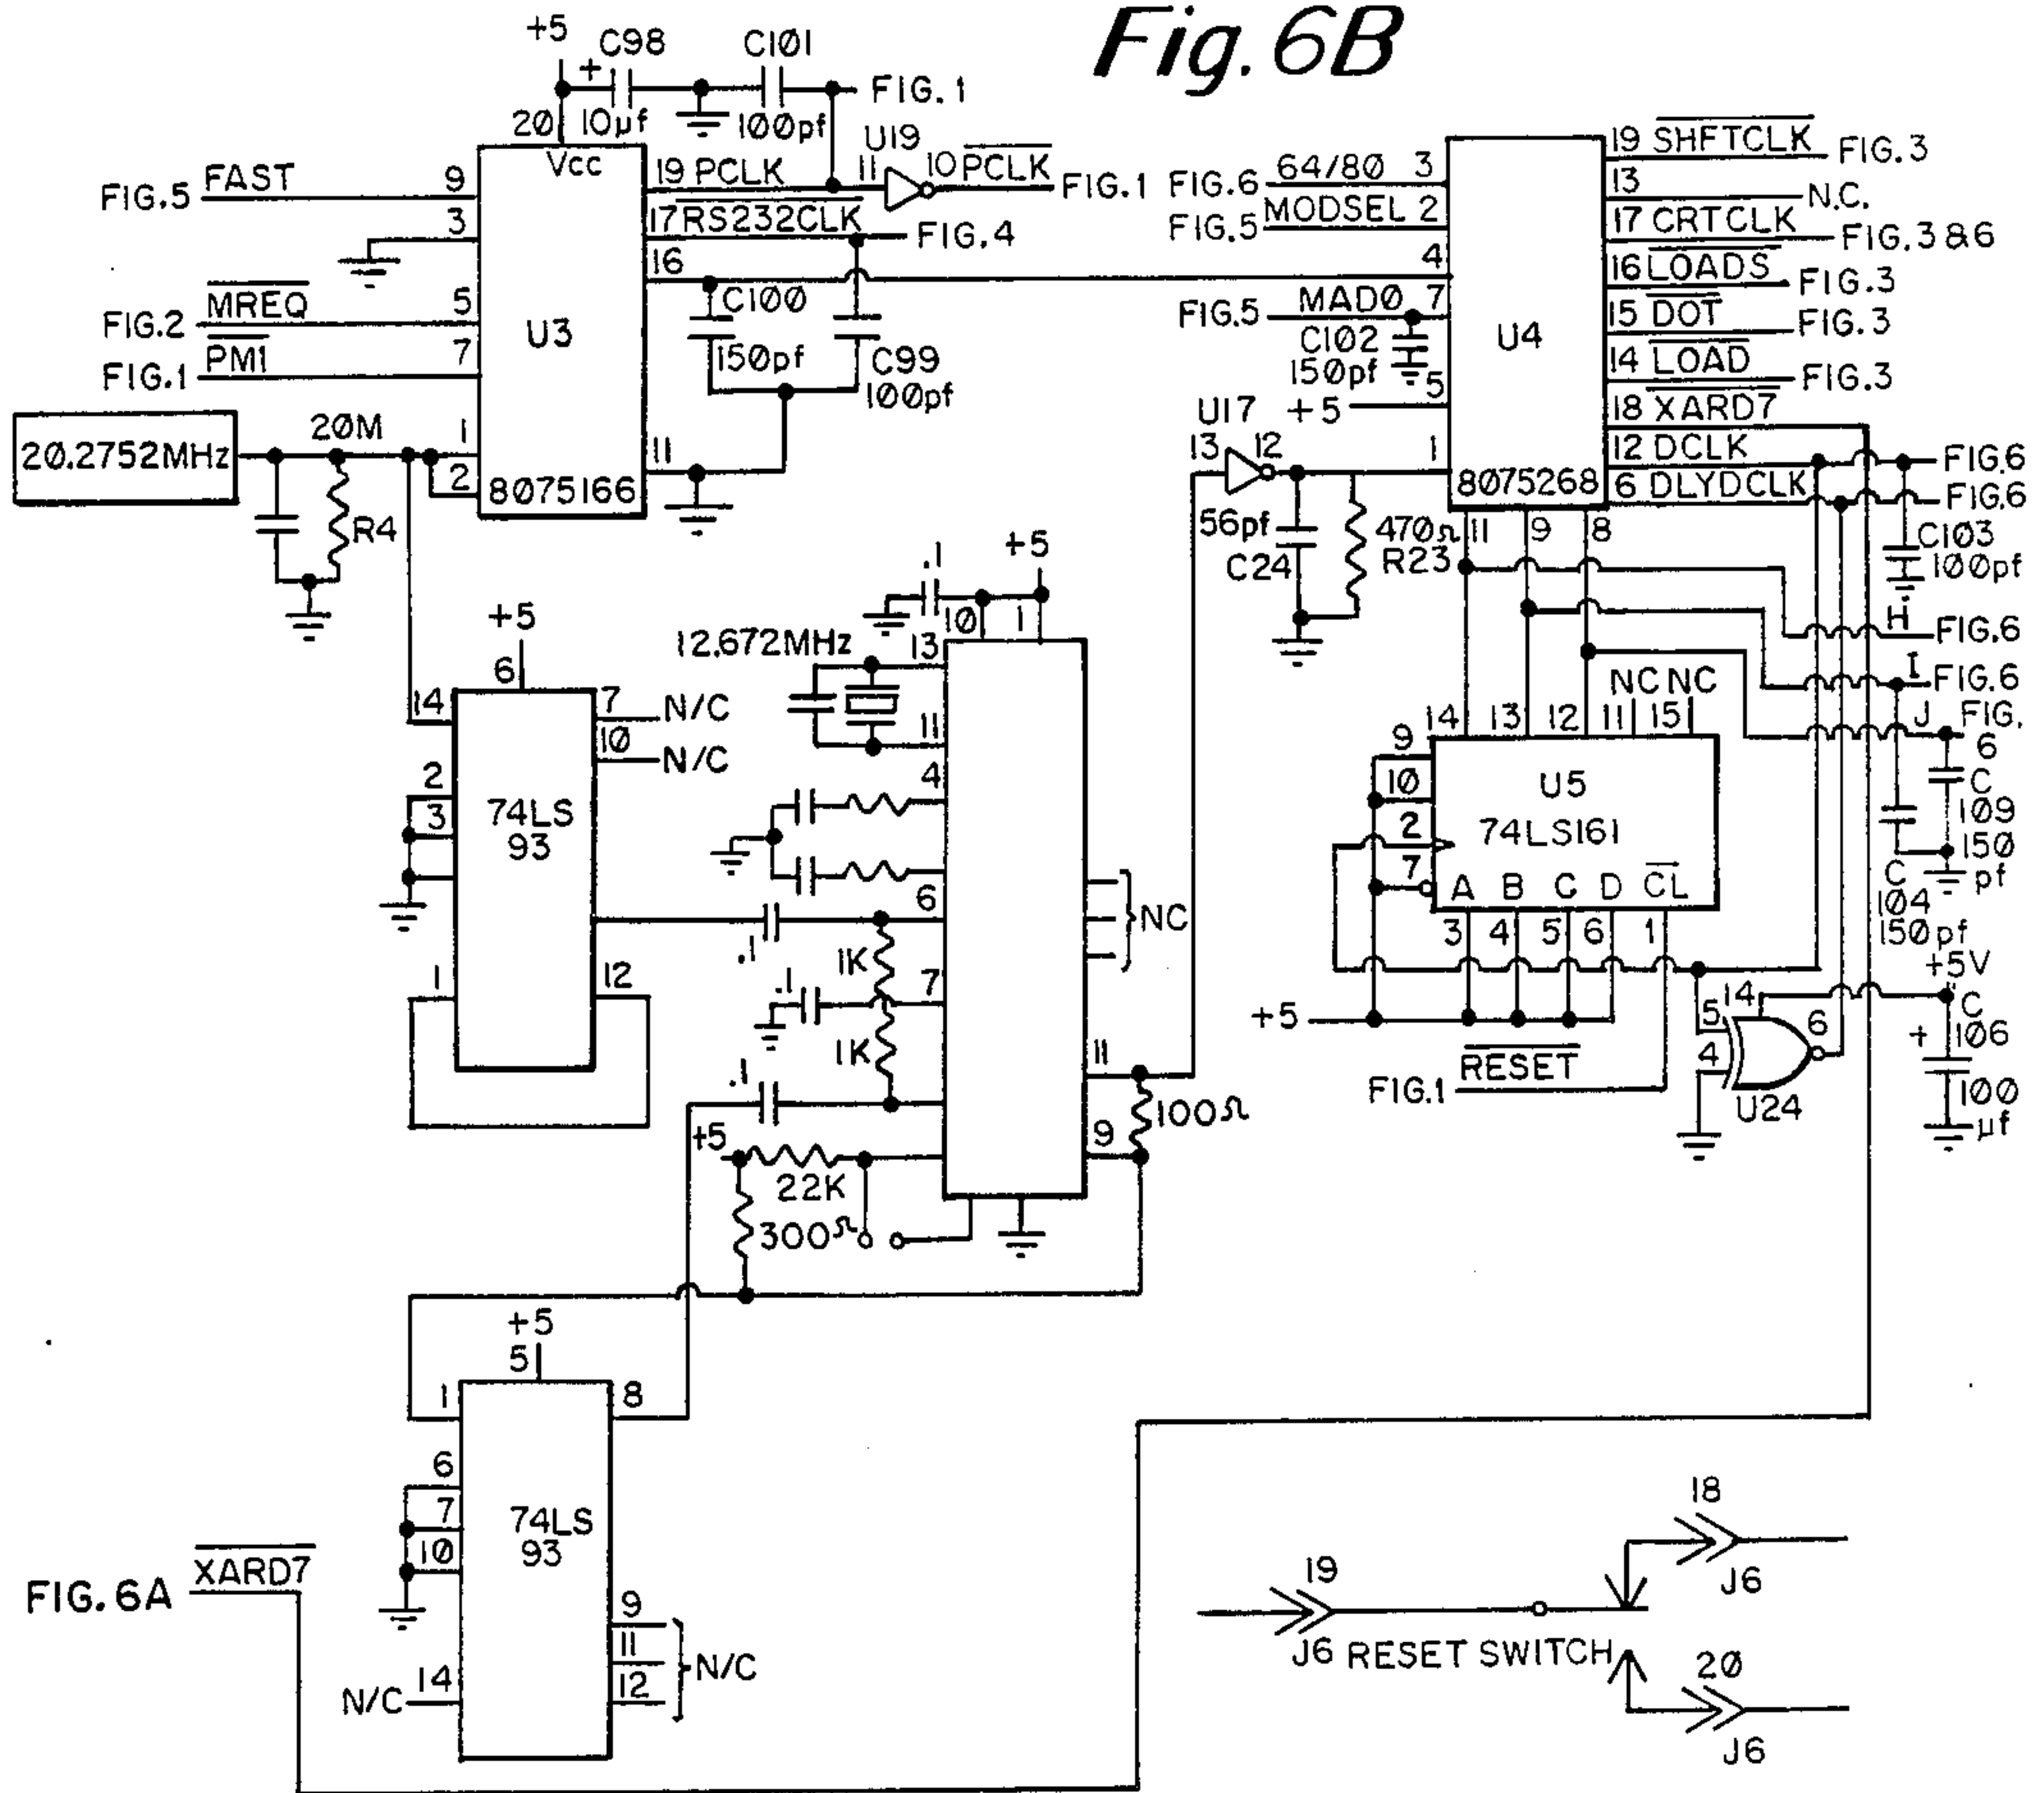 Fig. 6B
+5
C98
C101
+
FIG. 1
20
10µf
100pf
U19
Vcc
FIG.5
FAST
9
19 PCLK
11
10
PCLK
FIG.1
3
17 RS232CLK
FIG.4
16
C100
MREQ
FIG.2
5
U3
150pf
C99
100pf
PM1
FIG.1
7
20.2752MHz
20M
1
2
11
8075166
R4
FIG.6
64/80
3
FIG.5
MODSEL
2
4
FIG.5
MAD0
7
C102
150pf
5
+5
U17
13
12
1
U4
8075268
19 SHFTCLK
FIG.3
13
N.C.
17 CRTCLK
FIG.3&6
16 LOADS
FIG.3
15 DOT
FIG.3
14 LOAD
FIG.3
18 XARD7
12 DCLK
FIG.6
6 DLYDCLK
FIG.6
56pf
C24
470Ω
R23
11
9
8
C103
100pf
H
FIG.6
I
FIG.6
J
FIG.
6
C
109
150
pf
C
104
150pf
+5
6
14
7
N/C
10
N/C
2
3
74LS
93
1
12
.1
+5
10
1
12.672MHz
13
11
4
6
.1
1K
.1
7
1K
.1
NC
11
100Ω
9
+5
22K
300Ω
NC NC
14
13
12
11
15
9
10
U5
2
74LS161
7
A
B
C
D
CL
3
4
5
6
1
+5
RESET
FIG.1
+5V
14
5
4
6
U24
C
106
+
100
µf
+5
5
1
8
6
7
10
74LS
93
9
11
12
N/C
N/C
14
FIG. 6A
XARD7
18
J6
19
J6
RESET SWITCH
20
J6